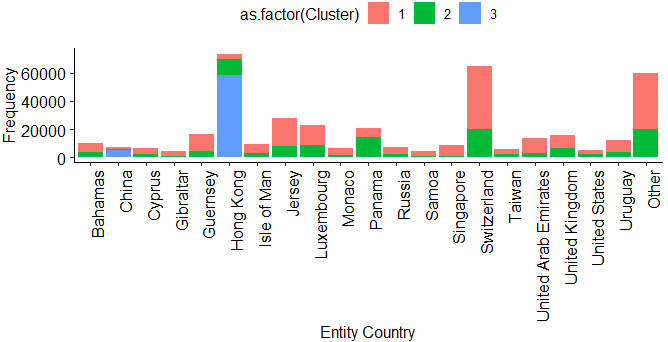 as.factor(Cluster) 1 2 3
Frequency
60000
40000
20000
0
Bahamas
China
Cyprus
Gibraltar
Guernsey
Hong Kong
Isle of Man
Jersey
Luxembourg
Monaco
Panama
Russia
Samoa
Singapore
Switzerland
Taiwan
United Arab Emirates
United Kingdom
United States
Uruguay
Other
Entity Country